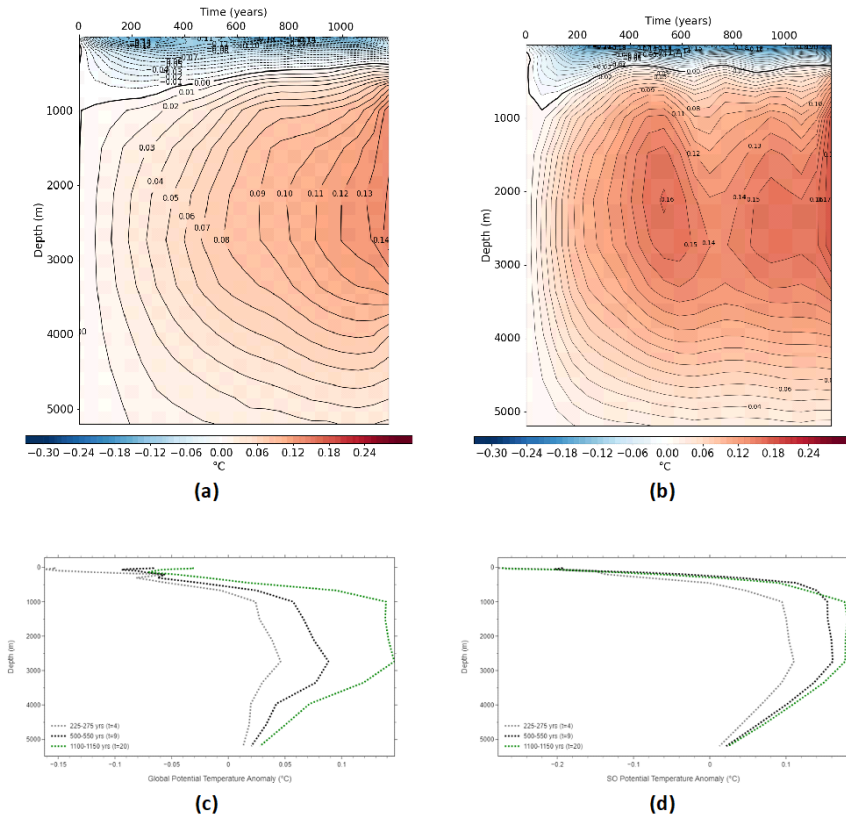 Time (years)
0 200 400 600 800 1000
Depth (m)
1000
2000
3000
4000
5000
0.00
0.01
0.02
0.03
0.04
0.05
0.06
0.07
0.08
0.09
0.10
0.11
0.12
0.13
0.14
−0.30 −0.24 −0.18 −0.12 −0.06 0.00 0.06 0.12 0.18 0.24 0.30
°C
(a)
Time (years)
0 200 400 600 800 1000
Depth (m)
0
1000
2000
3000
4000
5000
0.08
0.10
0.11
0.12
0.13
0.14
0.15
0.16
0.15
0.14
0.06
0.04
−0.30 −0.24 −0.18 −0.12 −0.06 0.00 0.06 0.12 0.18 0.24 0.30
°C
(b)
Depth (m)
0
1000
2000
3000
4000
5000
225-275 yrs (t=4)
500-550 yrs (t=9)
1100-1150 yrs (t=20)
−0.15 −0.1 −0.05 0 0.05 0.1
Global Potential Temperature Anomaly (°C)
(c)
Depth (m)
0
1000
2000
3000
4000
5000
225-275 yrs (t=4)
500-550 yrs (t=9)
1100-1150 yrs (t=20)
−0.2 −0.1 0 0.1
SO Potential Temperature Anomaly (°C)
(d)